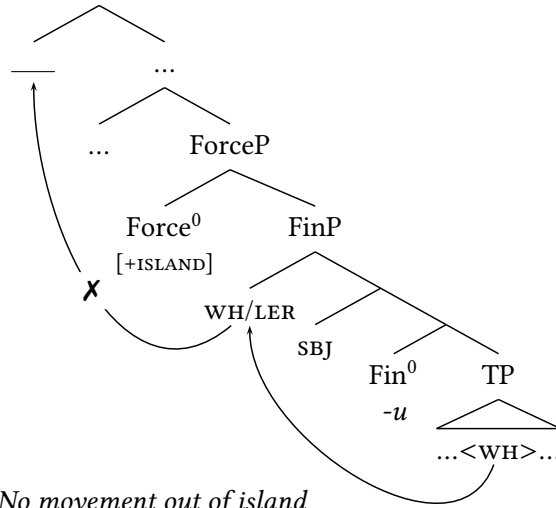 ...
... ForceP
Force⁰ FinP
[+ISLAND]
✗
WH/LER
SBJ
Fin⁰ TP
-u
...<WH>...
No movement out of island